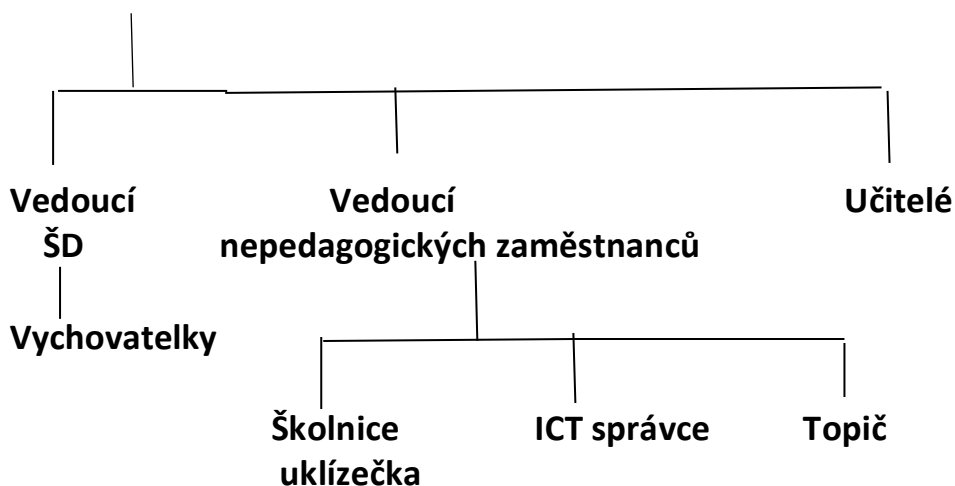 Vedoucí
ŠD
Vedoucí
nepedagogických zaměstnanců
Učitelé
Vychovatelky
Školnice
uklízečka
ICT správce
Topič